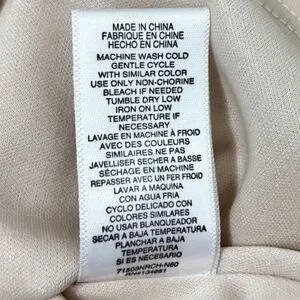 MADE IN CHINA
FABRIQUE EN CHINE
HECHO EN CHINA
MACHINE WASH COLD
GENTLE CYCLE
WITH SIMILAR COLOR
USE ONLY NON-CHORINE
BLEACH IF NEEDED
TUMBLE DRY LOW
IRON ON LOW
TEMPERATURE IF
NECESSARY
LAVAGE EN MACHINE À FROID
AVEC DES COULEURS
SIMILAIRES NE PAS
JAVELLISER SECHER A BASSE
SÉCHAGE EN MACHINE
REPASSER AVEC UN FER FROID
LAVAR A MAQUINA
CON AGUA FRIA
CYCLO DELICADO CON
COLORES SIMILARES
NO USAR BLANQUEADOR
SECAR A BAJA TEMPERATURA
PLANCHAR A BAJA
TEMPERATURA
SI ES NECESARIO
71503NRCH-N60